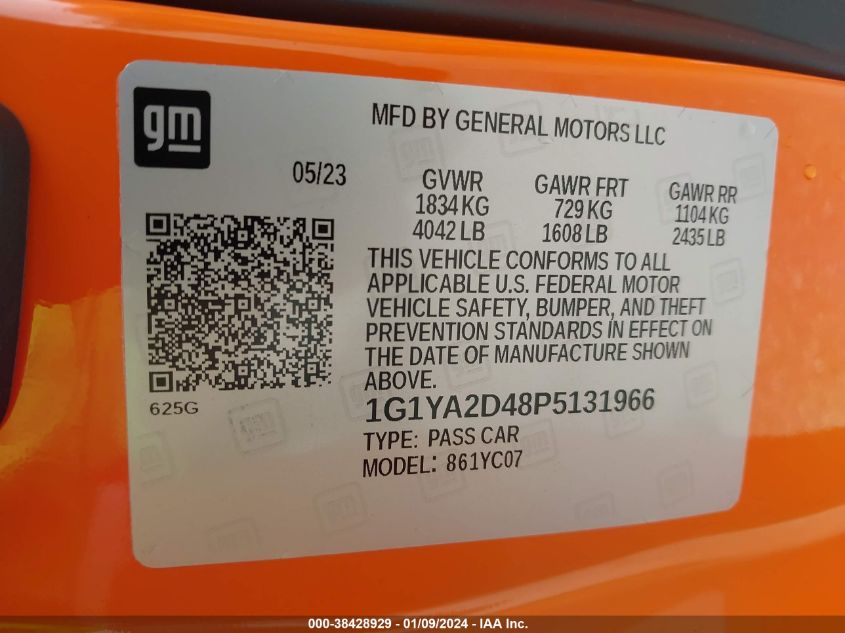 gm
MFD BY GENERAL MOTORS LLC
05/23
GVWR
1834 KG
4042 LB
GAWR FRT
729 KG
1608 LB
GAWR RR
1104 KG
2435 LB
THIS VEHICLE CONFORMS TO ALL
APPLICABLE U.S. FEDERAL MOTOR
VEHICLE SAFETY, BUMPER, AND THEFT
PREVENTION STANDARDS IN EFFECT ON
THE DATE OF MANUFACTURE SHOWN
ABOVE.
625G
1G1YA2D48P5131966
TYPE: PASS CAR
MODEL: 861YC07
000-38428929 - 01/09/2024 - IAA Inc.